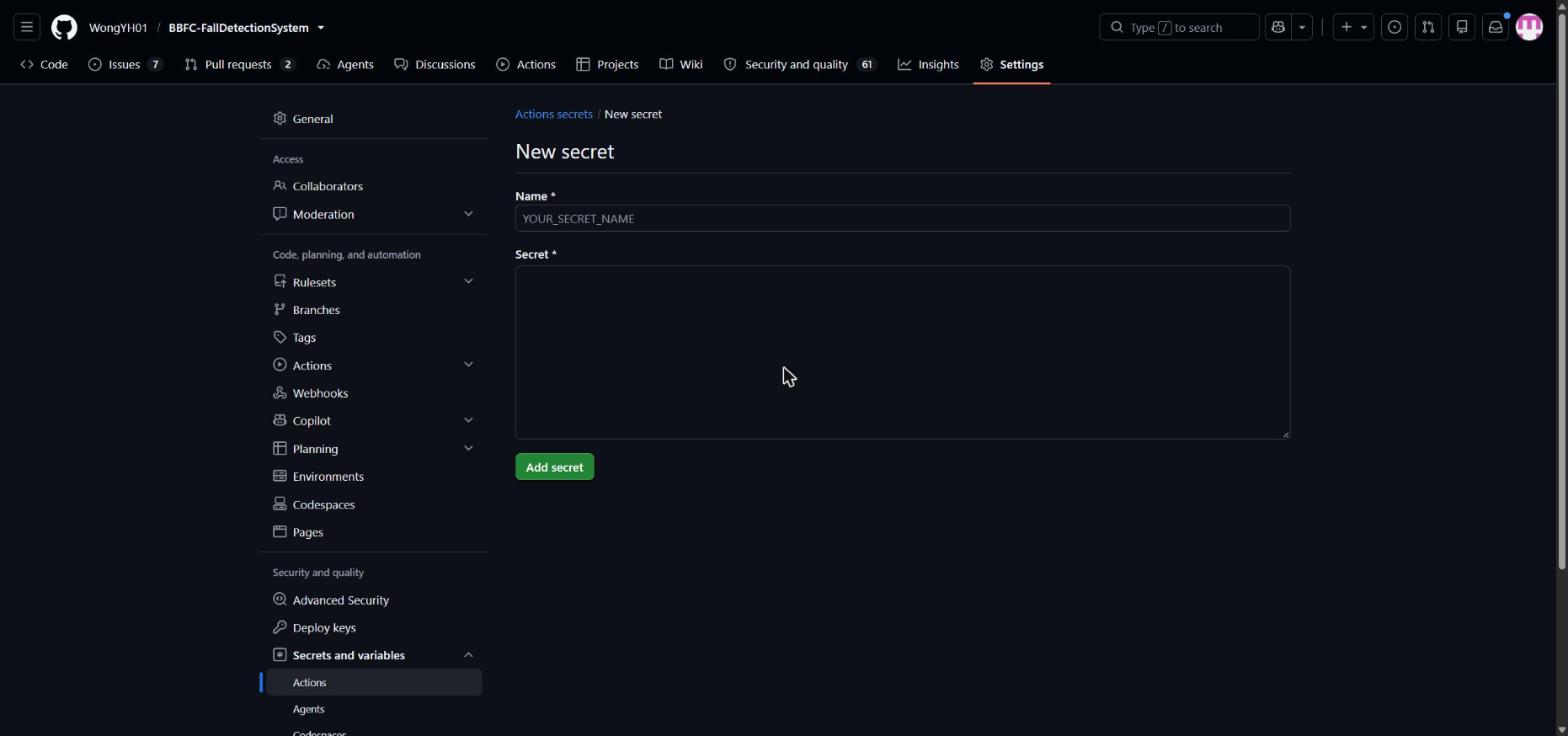 WongYH01 / BBFC-FallDetectionSystem
Type / to search
Code
Issues 7
Pull requests 2
Agents
Discussions
Actions
Projects
Wiki
Security and quality 61
Insights
Settings
General
Access
Collaborators
Moderation
Code, planning, and automation
Rulesets
Branches
Tags
Actions
Webhooks
Copilot
Planning
Environments
Codespaces
Pages
Security and quality
Advanced Security
Deploy keys
Secrets and variables
Actions
Agents
Codespaces
Actions secrets / New secret
New secret
Name *
YOUR_SECRET_NAME
Secret *
Add secret